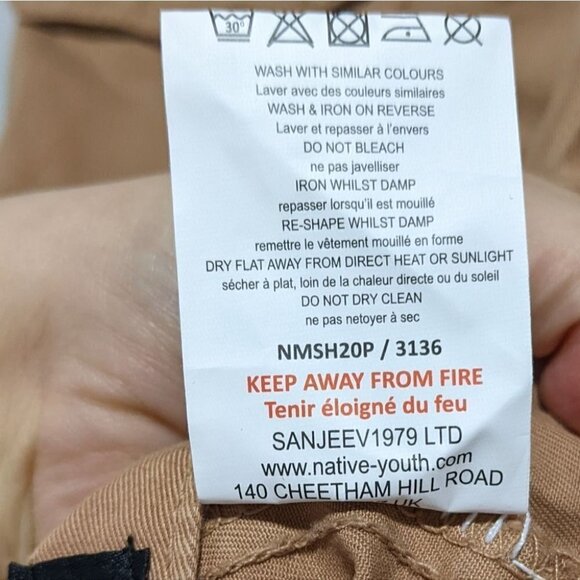 30°
WASH WITH SIMILAR COLOURS
Laver avec des couleurs similaires
WASH & IRON ON REVERSE
Laver et repasser à l'envers
DO NOT BLEACH
ne pas javelliser
IRON WHILST DAMP
repasser lorsqu'il est mouillé
RE-SHAPE WHILST DAMP
remettre le vêtement mouillé en forme
DRY FLAT AWAY FROM DIRECT HEAT OR SUNLIGHT
sécher à plat, loin de la chaleur directe ou du soleil
DO NOT DRY CLEAN
ne pas netoyer à sec
NMSH20P / 3136
KEEP AWAY FROM FIRE
Tenir éloigné du feu
SANJEEV1979 LTD
www.native-youth.com
140 CHEETHAM HILL ROAD
UK